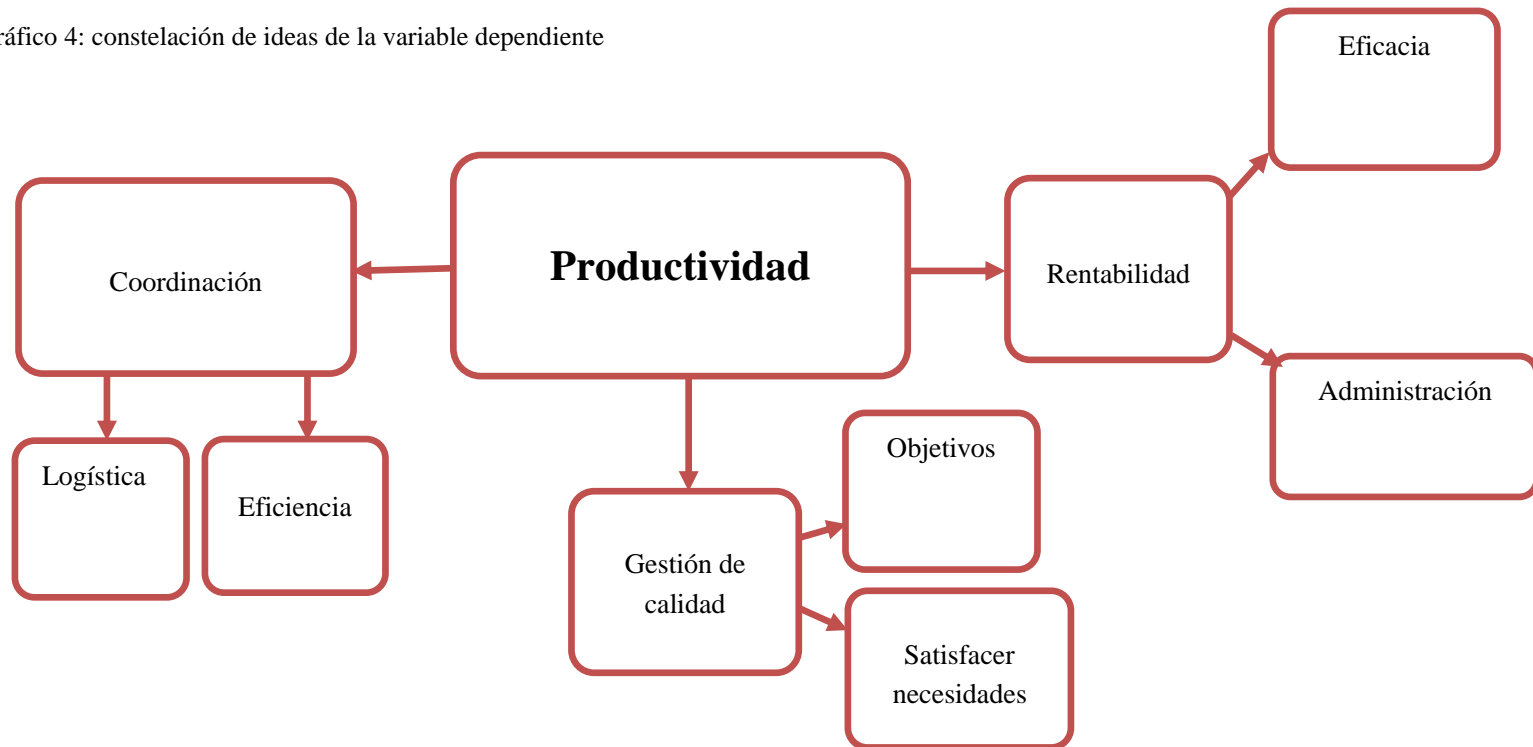 ráfico 4: constelación de ideas de la variable dependiente
Eficacia
Productividad
Coordinación
Rentabilidad
Administración
Objetivos
Logística
Eficiencia
Gestión de
calidad
Satisfacer
necesidades